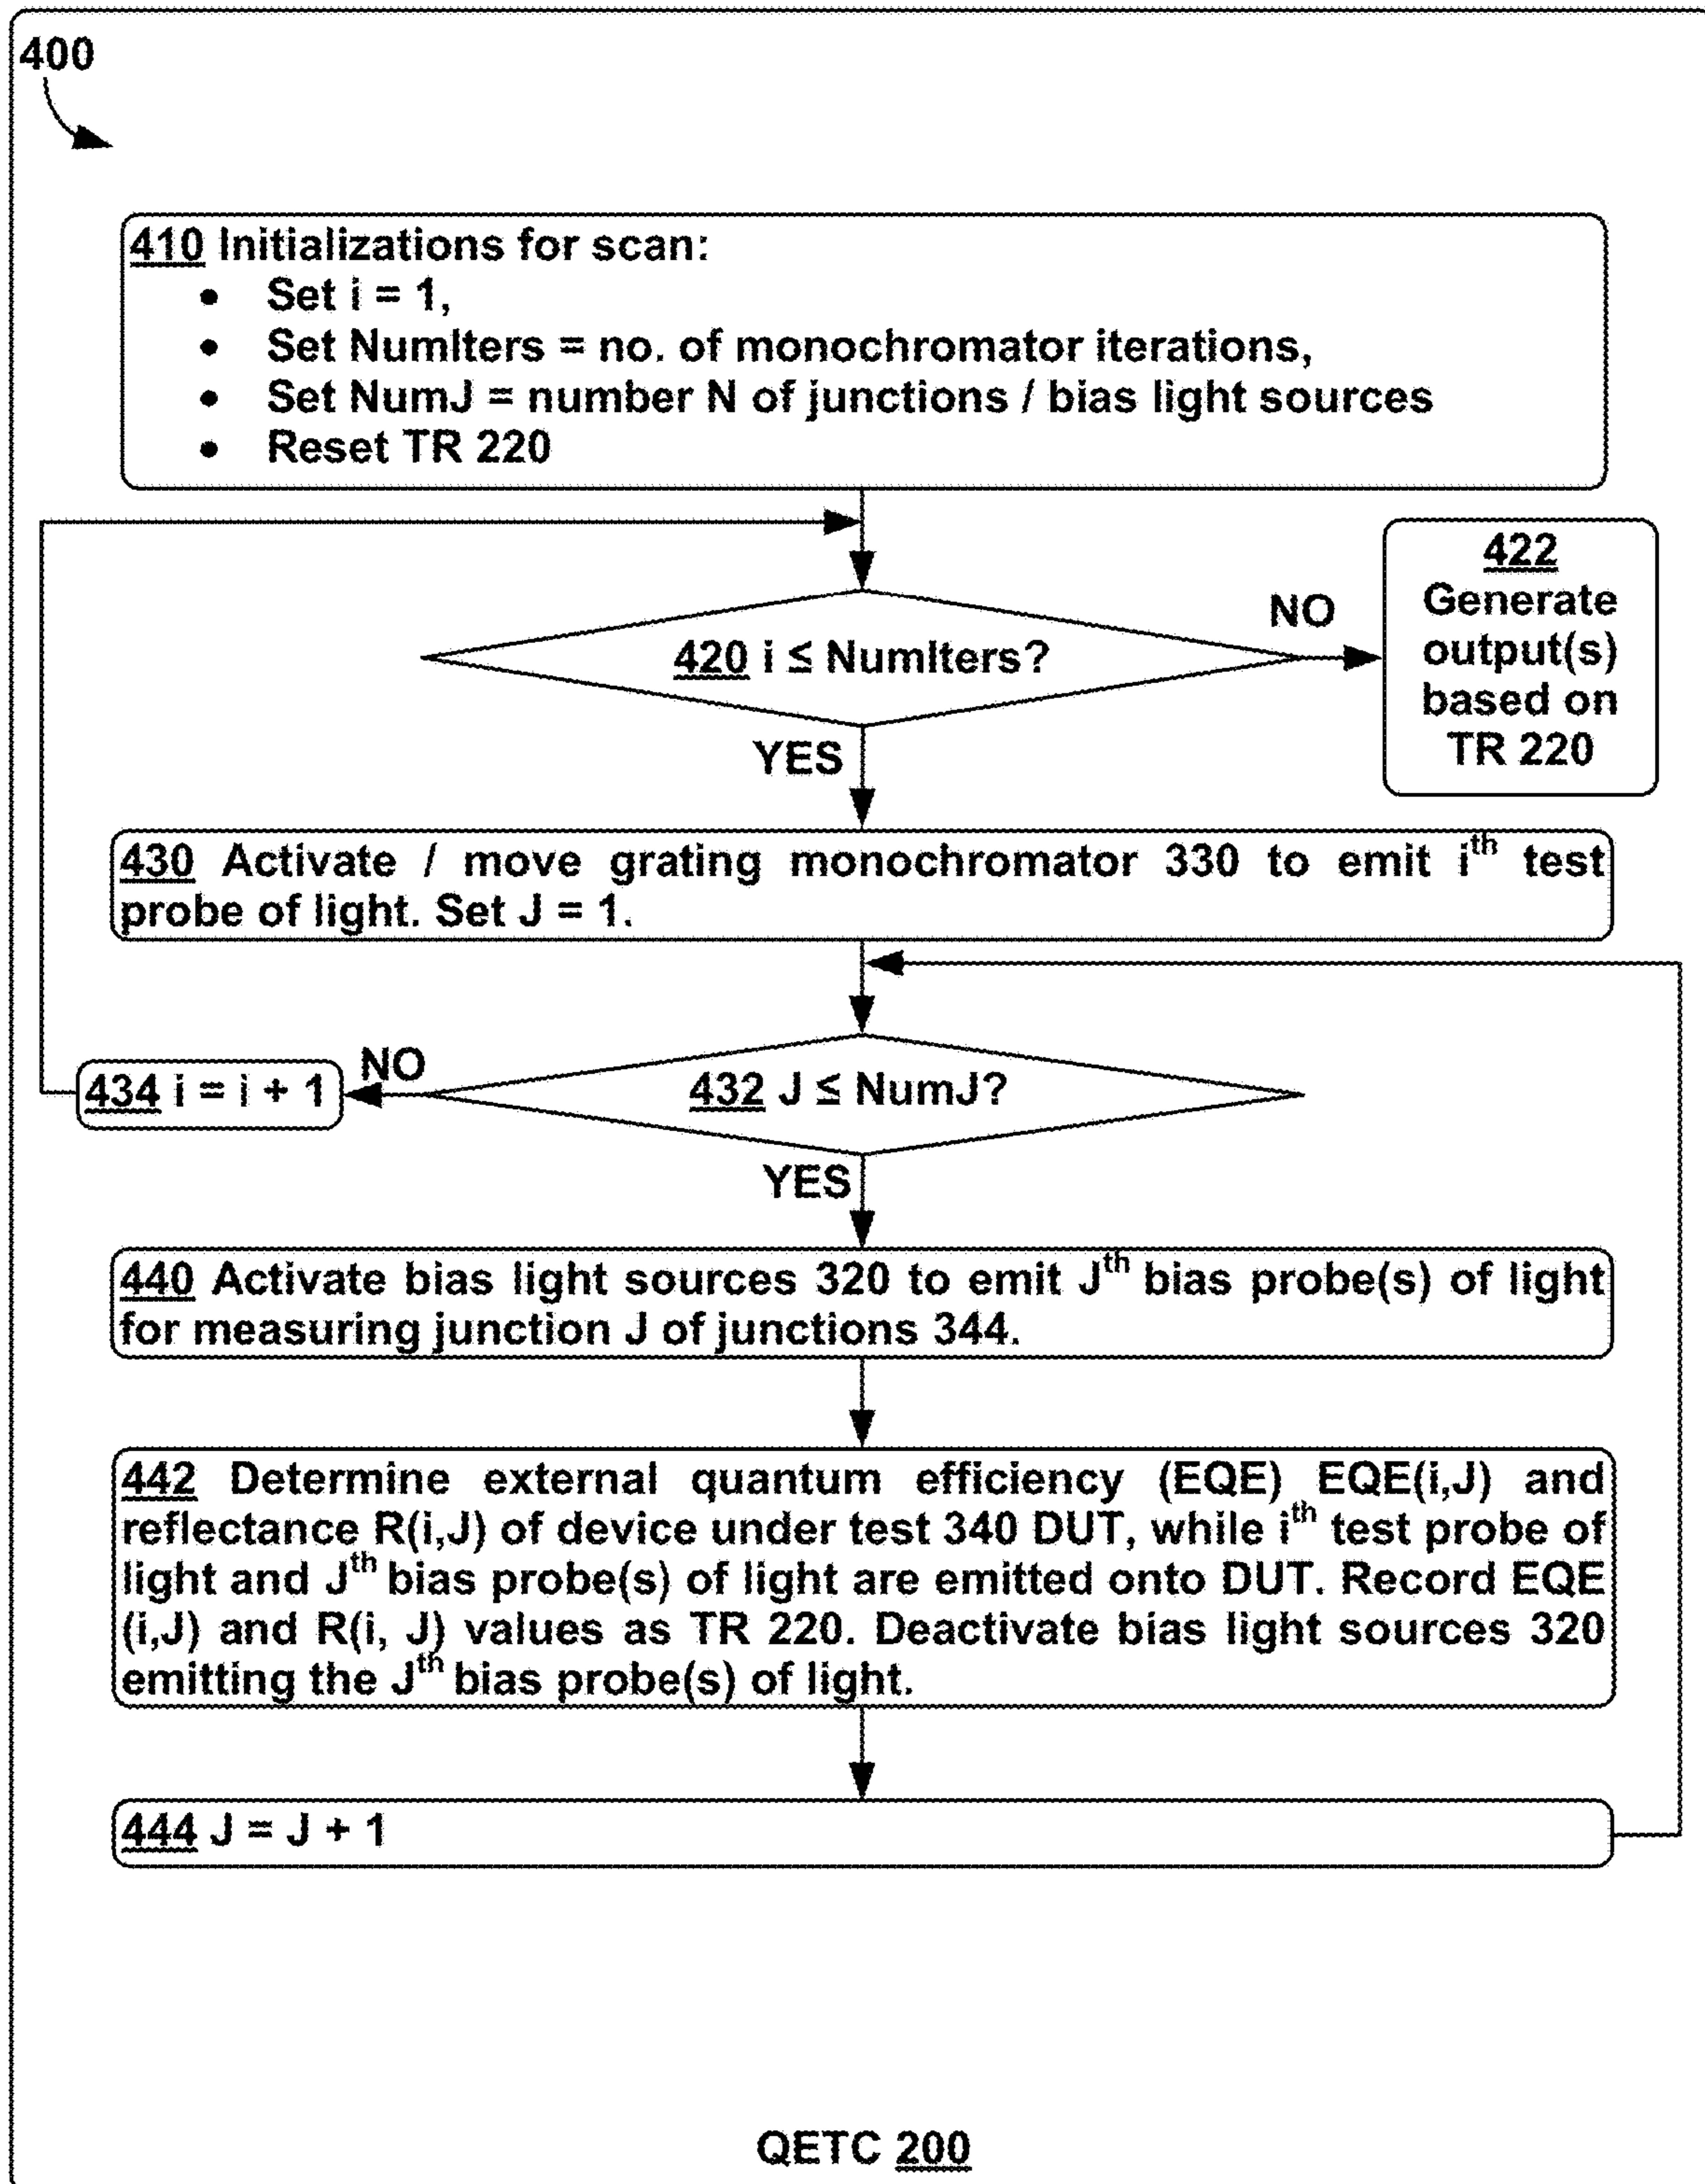 400
410 Initializations for scan:
• Set i = 1,
• Set NumIters = no. of monochromator iterations,
• Set NumJ = number N of junctions / bias light sources
• Reset TR 220
420 i ≤ NumIters?
NO
422
Generate
output(s)
based on
TR 220
YES
430 Activate / move grating monochromator 330 to emit ith test
probe of light. Set J = 1.
432 J ≤ NumJ?
NO
434 i = i + 1
YES
440 Activate bias light sources 320 to emit Jth bias probe(s) of light
for measuring junction J of junctions 344.
442 Determine external quantum efficiency (EQE) EQE(i,J) and
reflectance R(i,J) of device under test 340 DUT, while ith test probe of
light and Jth bias probe(s) of light are emitted onto DUT. Record EQE
(i,J) and R(i, J) values as TR 220. Deactivate bias light sources 320
emitting the Jth bias probe(s) of light.
444 J = J + 1
QETC 200